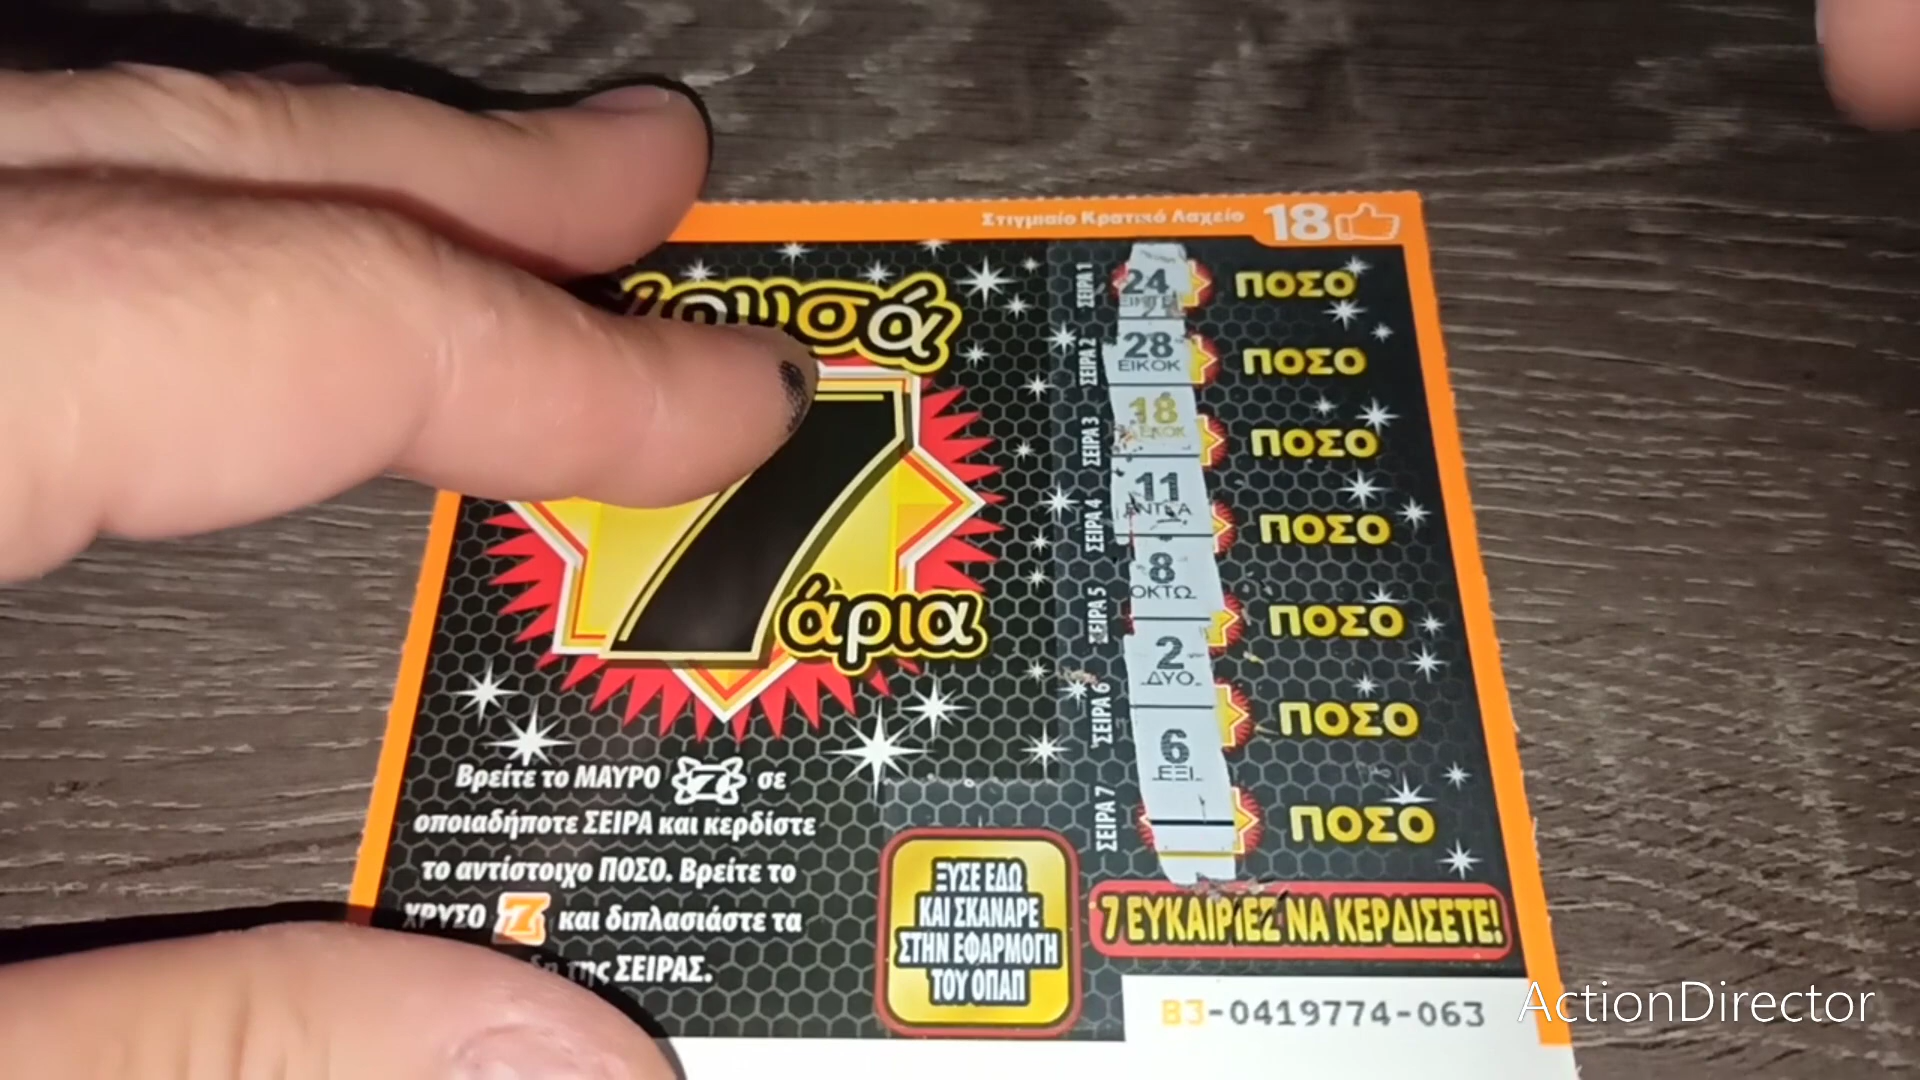 Στιγμιαίο Κρατικό Λαχείο 18
7
άρια
ΣΕΙΡΑ 1 24 ΠΟΣΟ
ΣΕΙΡΑ 2 28 ΕΙΚΟΚ ΠΟΣΟ
ΣΕΙΡΑ 3 18 ΠΟΣΟ
ΣΕΙΡΑ 4 11 ΠΟΣΟ
ΣΕΙΡΑ 5 8 ΟΚΤΩ ΠΟΣΟ
ΣΕΙΡΑ 6 2 ΔΥΟ ΠΟΣΟ
ΣΕΙΡΑ 7 6 ΕΞΙ ΠΟΣΟ
Βρείτε το ΜΑΥΡΟ 7 σε
οποιαδήποτε ΣΕΙΡΑ και κερδίστε
το αντίστοιχο ΠΟΣΟ. Βρείτε το
ΧΡΥΣΟ 7 και διπλασιάστε τα
της ΣΕΙΡΑΣ.
ΞΥΣΕ ΕΔΩ
ΚΑΙ ΣΚΑΝΑΡΕ
ΣΤΗΝ ΕΦΑΡΜΟΓΗ
ΤΟΥ ΟΠΑΠ
7 ΕΥΚΑΙΡΙΕΣ ΝΑ ΚΕΡΔΙΣΕΤΕ!
83-0419774-063
ActionDirector